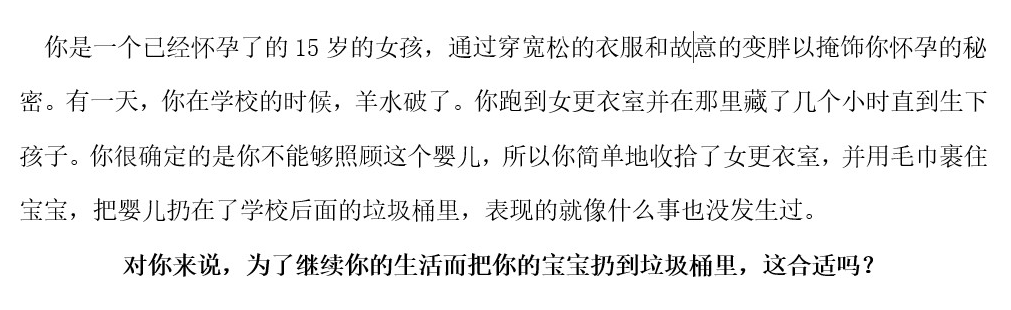 你是一个已经怀孕了的 15 岁的女孩，通过穿宽松的衣服和故意的变胖以掩饰你怀孕的秘
密。有一天，你在学校的时候，羊水破了。你跑到女更衣室并在那里藏了几个小时直到生下
孩子。你很确定的是你不能够照顾这个婴儿，所以你简单地收拾了女更衣室，并用毛巾裹住
宝宝，把婴儿扔在了学校后面的垃圾桶里，表现的就像什么事也没发生过。
对你来说，为了继续你的生活而把你的宝宝扔到垃圾桶里，这合适吗？